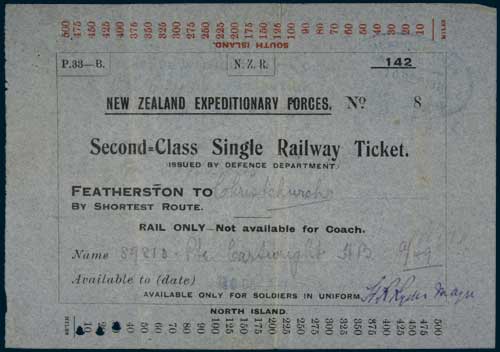 500 475 450 425 400 375 350 325 300 275 250 225 200 175 150 125 100 90 80 70 60 50 40 30 20 10 MILES
SOUTH ISLAND.
P.33—B. N.Z.R. 142
NEW ZEALAND EXPEDITIONARY FORCES. No 8
Second=Class Single Railway Ticket.
(ISSUED BY DEFENCE DEPARTMENT.)
FEATHERSTON TO Christchurch
BY SHORTEST ROUTE.
RAIL ONLY—Not available for Coach.
Name Pte Cartwright H B
Available to (date)
AVAILABLE ONLY FOR SOLDIERS IN UNIFORM.
NORTH ISLAND.
MILES 10 20 30 40 50 60 70 80 90 100 125 150 175 200 225 250 275 300 325 350 375 400 425 450 475 500